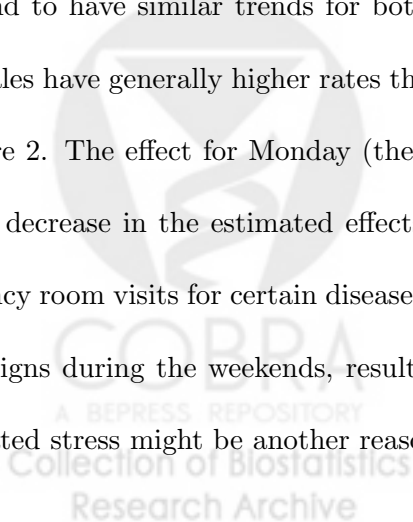 nd to have similar trends for bot
ales have generally higher rates th
re 2. The effect for Monday (the
decrease in the estimated effect
ncy room visits for certain disease
igns during the weekends, result
COBRA
A BEPRESS REPOSITORY
ted stress might be another reaso
Collection of Biostatistics
Research Archive